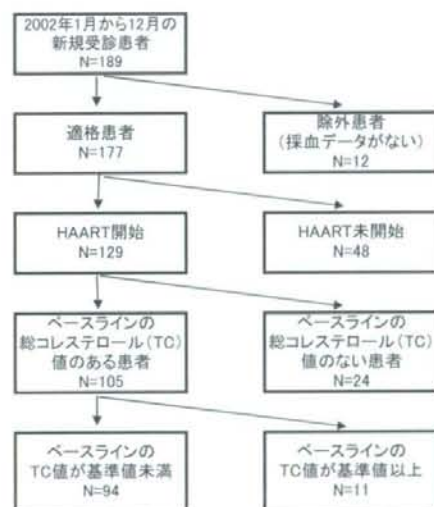 2002年1月から12月の
新規受診患者
N=189
適格患者
N=177
除外患者
(採血データがない)
N=12
HAART開始
N=129
HAART未開始
N=48
ベースラインの
総コレステロール(TC)
値のある患者
N=105
ベースラインの
総コレステロール(TC)
値のない患者
N=24
ベースラインの
TC値が基準値未満
N=94
ベースラインの
TC値が基準値以上
N=11